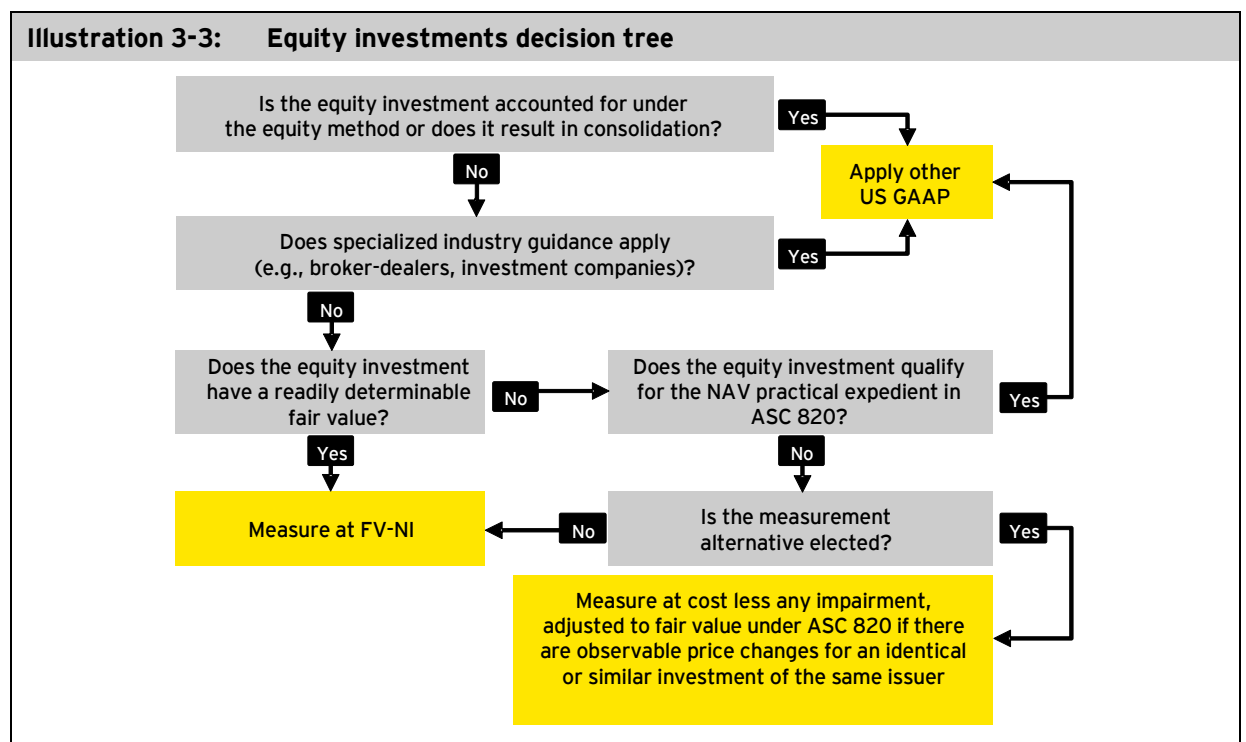 Illustration 3-3: Equity investments decision tree
Is the equity investment accounted for under
the equity method or does it result in consolidation?
Yes
Apply other
US GAAP
No
Does specialized industry guidance apply
(e.g., broker-dealers, investment companies)?
Yes
No
Does the equity investment
have a readily determinable
fair value?
No
Does the equity investment qualify
for the NAV practical expedient in
ASC 820?
Yes
Yes
No
Measure at FV-NI
No
Is the measurement
alternative elected?
Yes
Measure at cost less any impairment,
adjusted to fair value under ASC 820 if there
are observable price changes for an identical
or similar investment of the same issuer